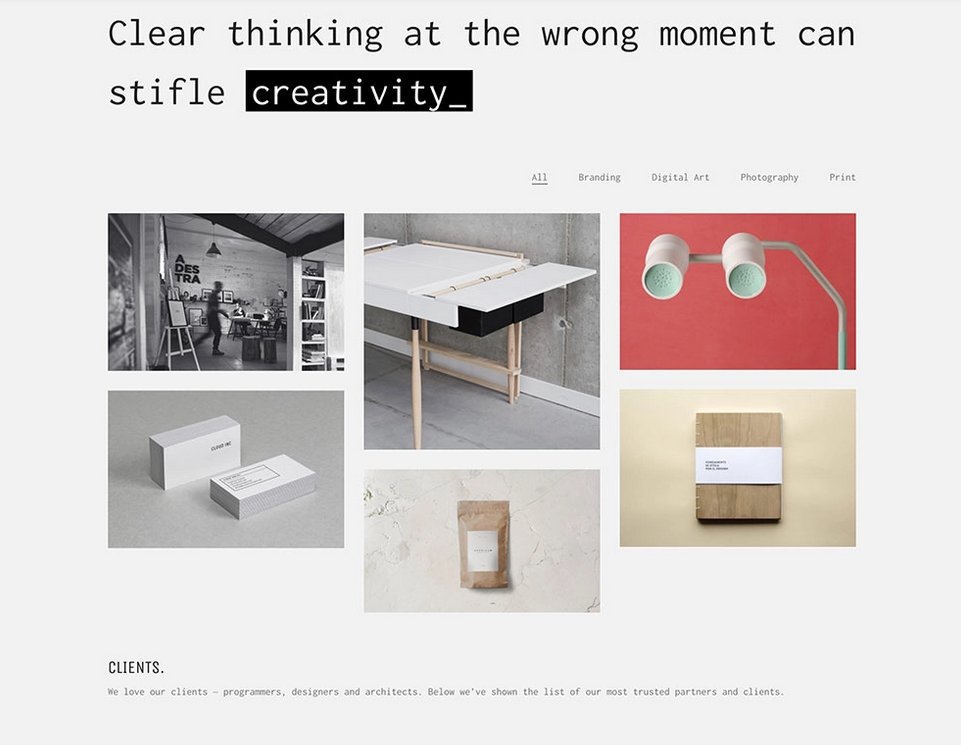 Clear thinking at the wrong moment can
stifle creativity_
All Branding Digital Art Photography Print
A
DES
TRA
CLOUD INC
CLIENTS.
We love our clients – programmers, designers and architects. Below we've shown the list of our most trusted partners and clients.